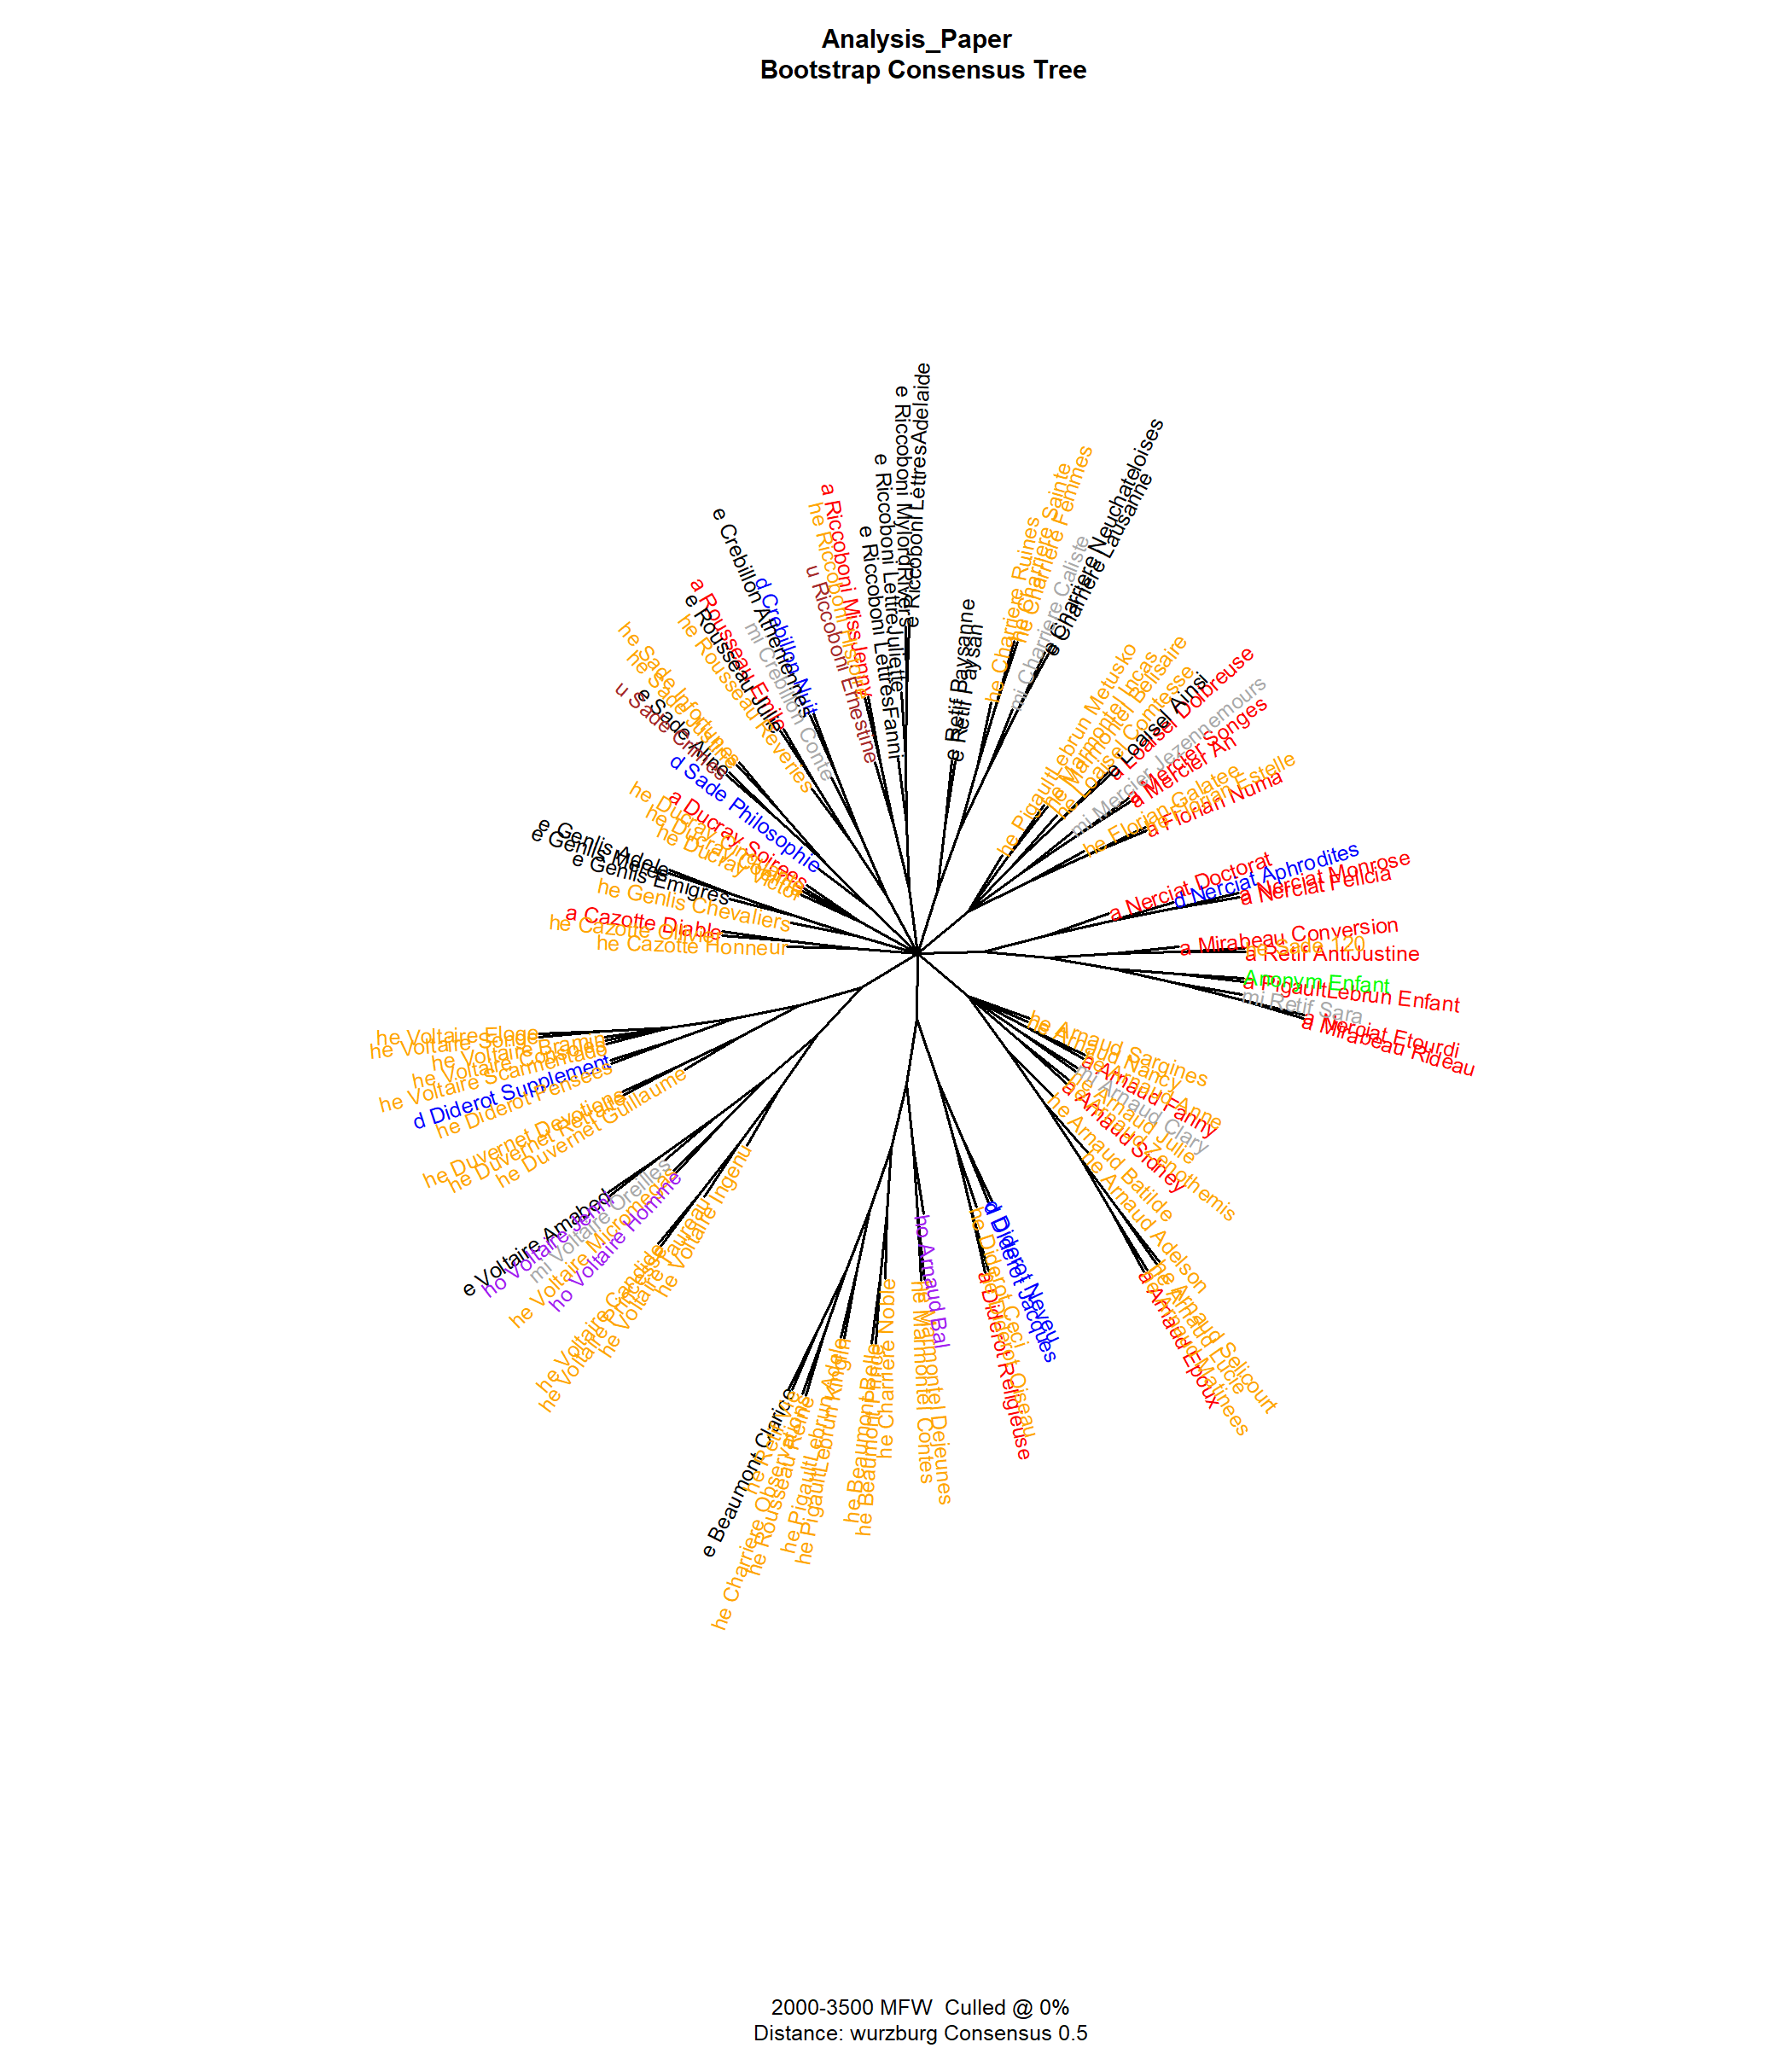 Analysis_Paper
Bootstrap Consensus Tree
e Riccoboni LettresAdelaide
e Riccoboni MylordRivers
e Riccoboni LettreJuliette
e Riccoboni LettresFanni
u Riccoboni Ernestine
a Riccoboni MissJenny
e Crebillon Atheniennes
d Crebillon Nuit
mi Crebillon Conte
a Rousseau Emile
e Rousseau Julie
he Rousseau Reveries
he Sade Infortunes
he Sade Justine
e Sade Aline
u Sade Crimes
d Sade Philosophie
a Ducray Soirees
he Ducray
he Ducray
he Ducray Victor
e Genlis Adele
e Genlis Meres
e Genlis Emigres
he Genlis Chevaliers
a Cazotte Diable
he Cazotte Ollivier
he Cazotte Honneur
he Voltaire Eloge
he Voltaire Songe
he Voltaire Bramin
he Voltaire Consoles
he Voltaire Scarmentado
d Diderot Supplement
he Diderot Pensees
he Duvernet Devotions
he Duvernet Retraite
he Duvernet Guillaume
e Voltaire Amabed
ho Voltaire Jenni
mi Voltaire Oreilles
he Voltaire Micromegas
ho Voltaire Homme
he Voltaire Candide
he Voltaire Princesse
he Voltaire Taureau
he Voltaire Ingenu
e Beaumont Clarice
he Retif
he Charriere Observations
he Rousseau Reine
he PigaultLebrun Adele
he PigaultLebrun Kinglin
he Beaumont Belle
he Beaumont Prince
he Charriere Noble
he Marmontel Contes
he Marmontel Dejeunes
ho Arnaud Bal
a Diderot Religieuse
he Diderot Oiseau
he Diderot Ceci
d Diderot Neveu
d Diderot Jacques
a Arnaud Epoux
he Arnaud Matinees
he Arnaud Lucie
he Arnaud Selicourt
he Arnaud Adelson
he Arnaud Batilde
a Arnaud Sidney
he Arnaud Zenothemis
he Arnaud Julie
mi Arnaud Clary
a Arnaud Fanny
he Arnaud Anne
he Arnaud Nancy
he Arnaud Sargines
a Mirabeau Rideau
a Nerciat Etourdi
mi Retif Sara
a PigaultLebrun Enfant
Anonym Enfant
a Retif AntiJustine
he Sade 120
a Mirabeau Conversion
a Nerciat Felicia
a Nerciat Monrose
d Nerciat Aphrodites
a Nerciat Doctorat
a Florian Numa
he Florian Estelle
he Florian Galatee
a Mercier An
a Mercier Songes
mi Mercier Jezennemours
a Loaisel Dolbreuse
e Loaisel Ainsi
he Loaisel Comtesse
he Marmontel Belisaire
he Marmontel Incas
he PigaultLebrun Metusko
e Charriere Lausanne
e Charriere Neuchateloises
mi Charriere Caliste
he Charriere Femmes
he Charriere Sainte
he Charriere Ruines
e Retif Paysan
e Retif Paysanne
2000-3500 MFW  Culled @ 0%
Distance: wurzburg Consensus 0.5